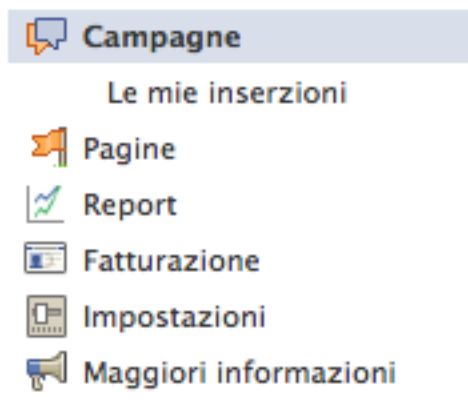 Campagne
Le mie inserzioni
Pagine
Report
Fatturazione
Impostazioni
Maggiori informazioni